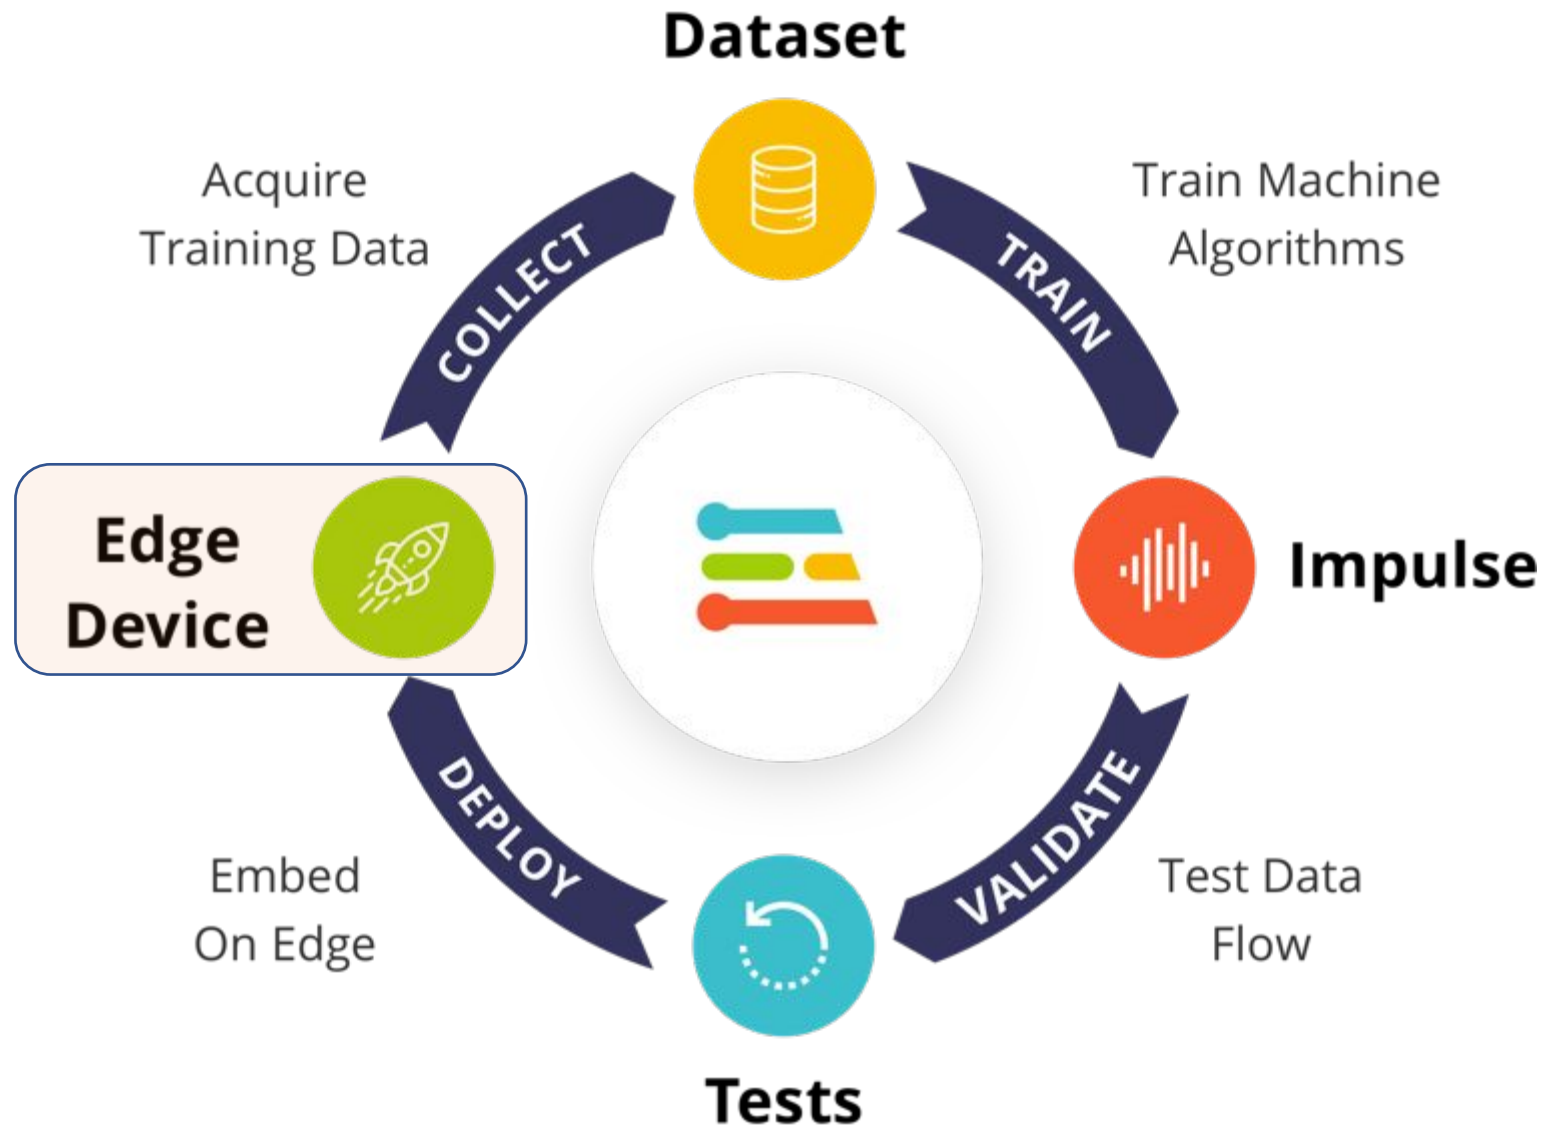 Dataset
Acquire
Training Data
COLLECT
TRAIN
Train Machine
Algorithms
Edge
Device
Impulse
DEPLOY
VALIDATE
Embed
On Edge
Test Data
Flow
Tests